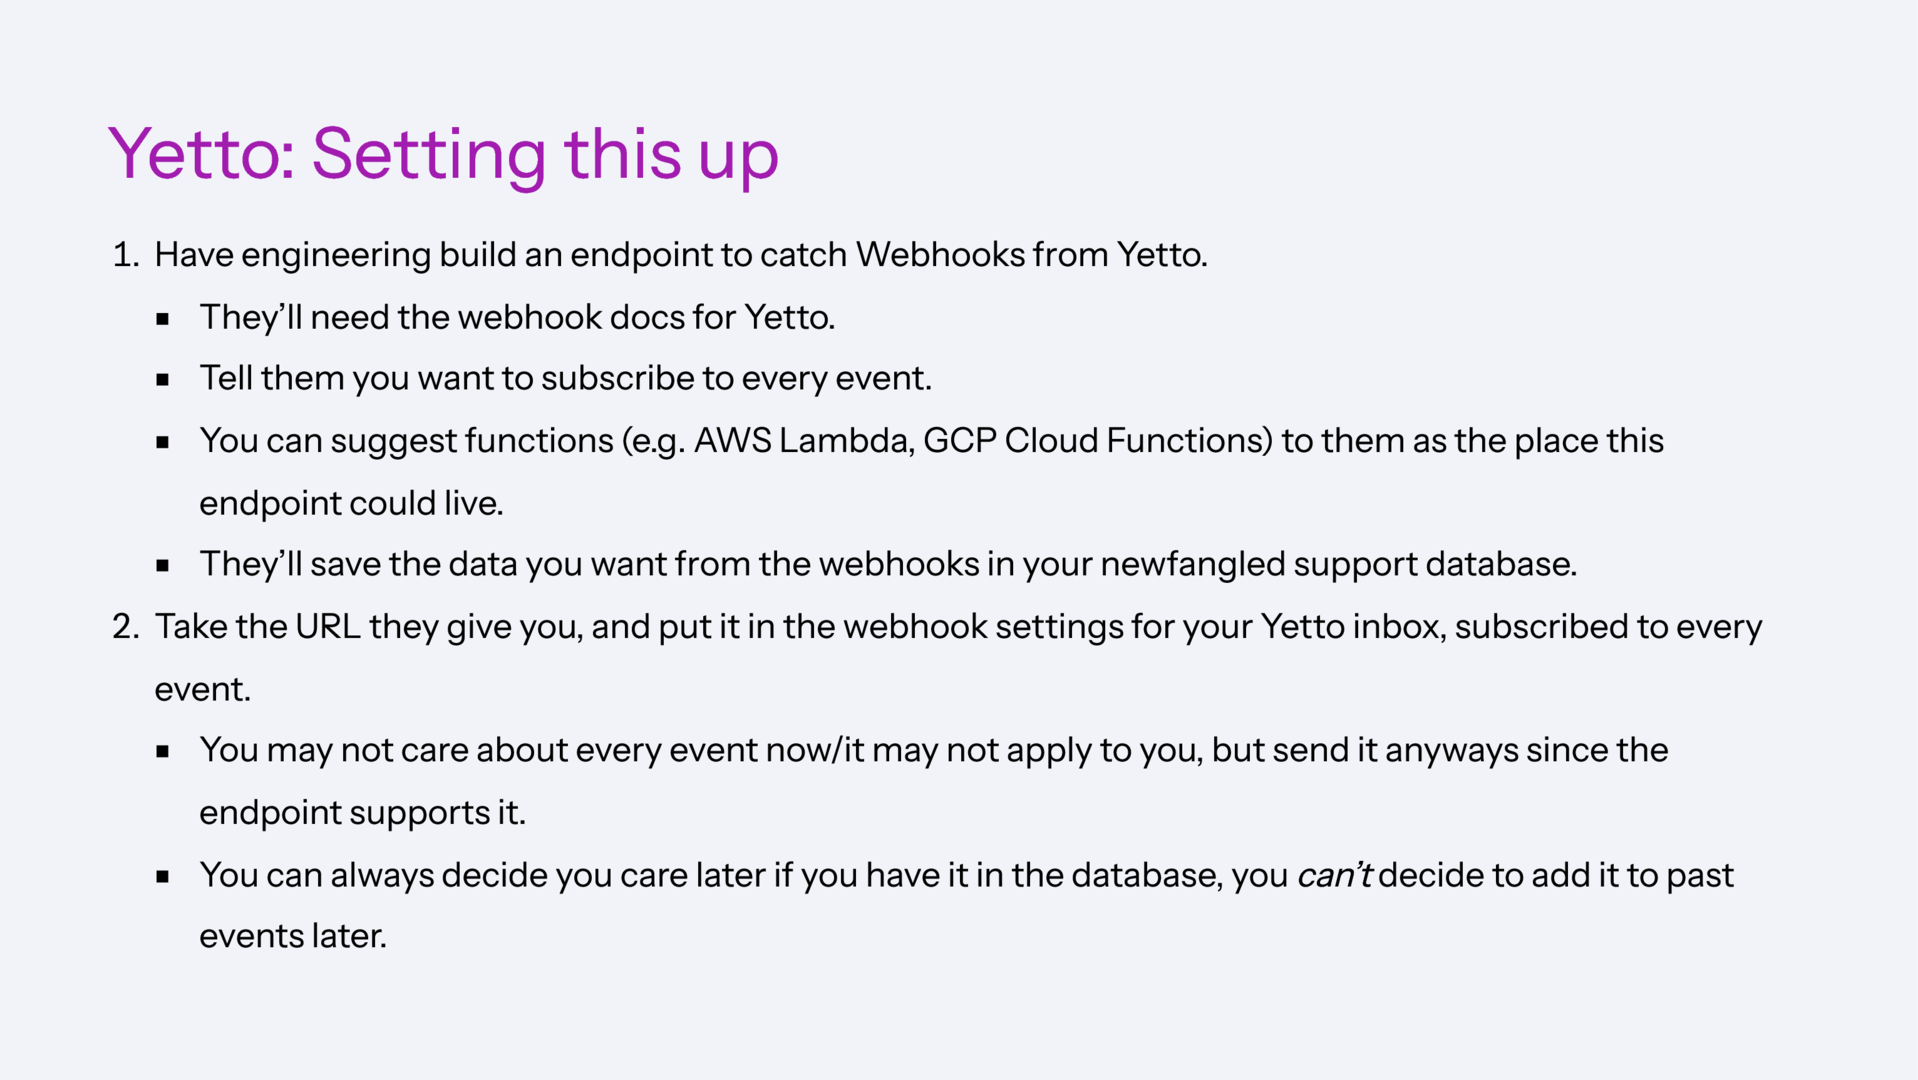 Yetto: Setting this up
1. Have engineering build an endpoint to catch Webhooks from Yetto.
▪ They’ll need the webhook docs for Yetto.
▪ Tell them you want to subscribe to every event.
▪ You can suggest functions (e.g. AWS Lambda, GCP Cloud Functions) to them as the place this
endpoint could live.
▪ They’ll save the data you want from the webhooks in your newfangled support database.
2. Take the URL they give you, and put it in the webhook settings for your Yetto inbox, subscribed to every
event.
▪ You may not care about every event now/it may not apply to you, but send it anyways since the
endpoint supports it.
▪ You can always decide you care later if you have it in the database, you can’t decide to add it to past
events later.